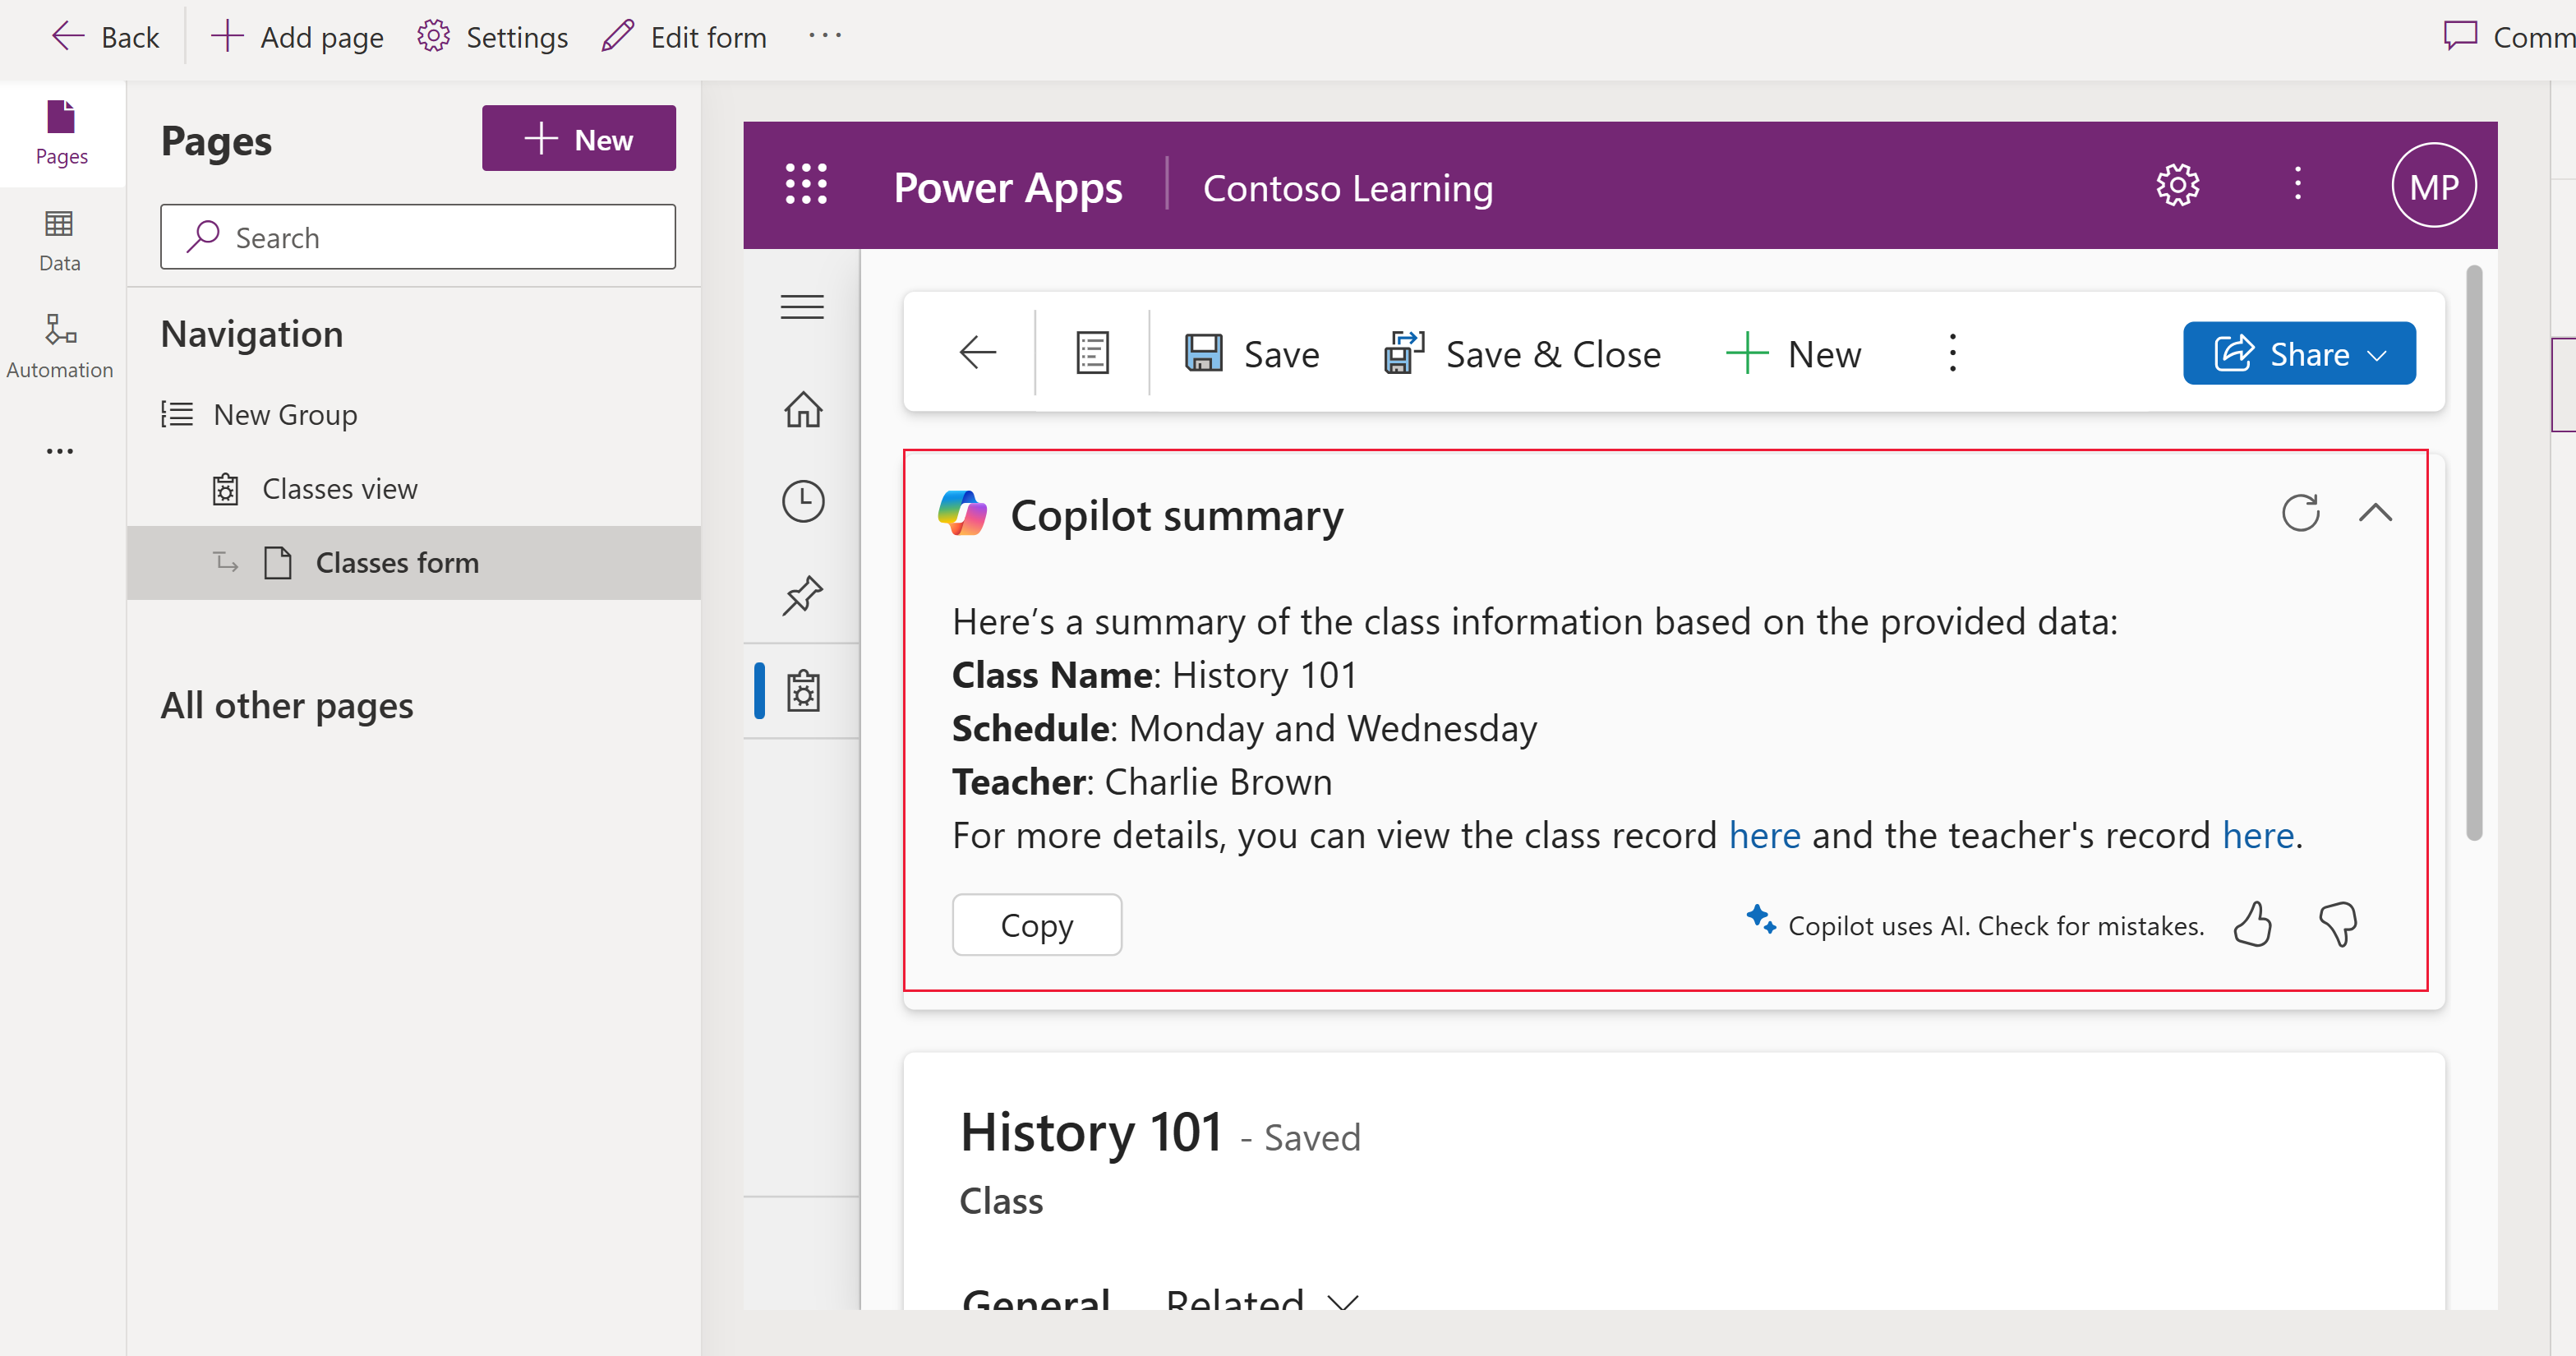 Back
Add page
Settings
Edit form
Comm
Pages
Data
Automation
Pages
New
Search
Navigation
New Group
Classes view
Classes form
All other pages
Power Apps
Contoso Learning
MP
Save
Save & Close
New
Share
Copilot summary
Here’s a summary of the class information based on the provided data:
Class Name: History 101
Schedule: Monday and Wednesday
Teacher: Charlie Brown
For more details, you can view the class record here and the teacher's record here.
Copy
Copilot uses AI. Check for mistakes.
History 101 - Saved
Class
General
Related